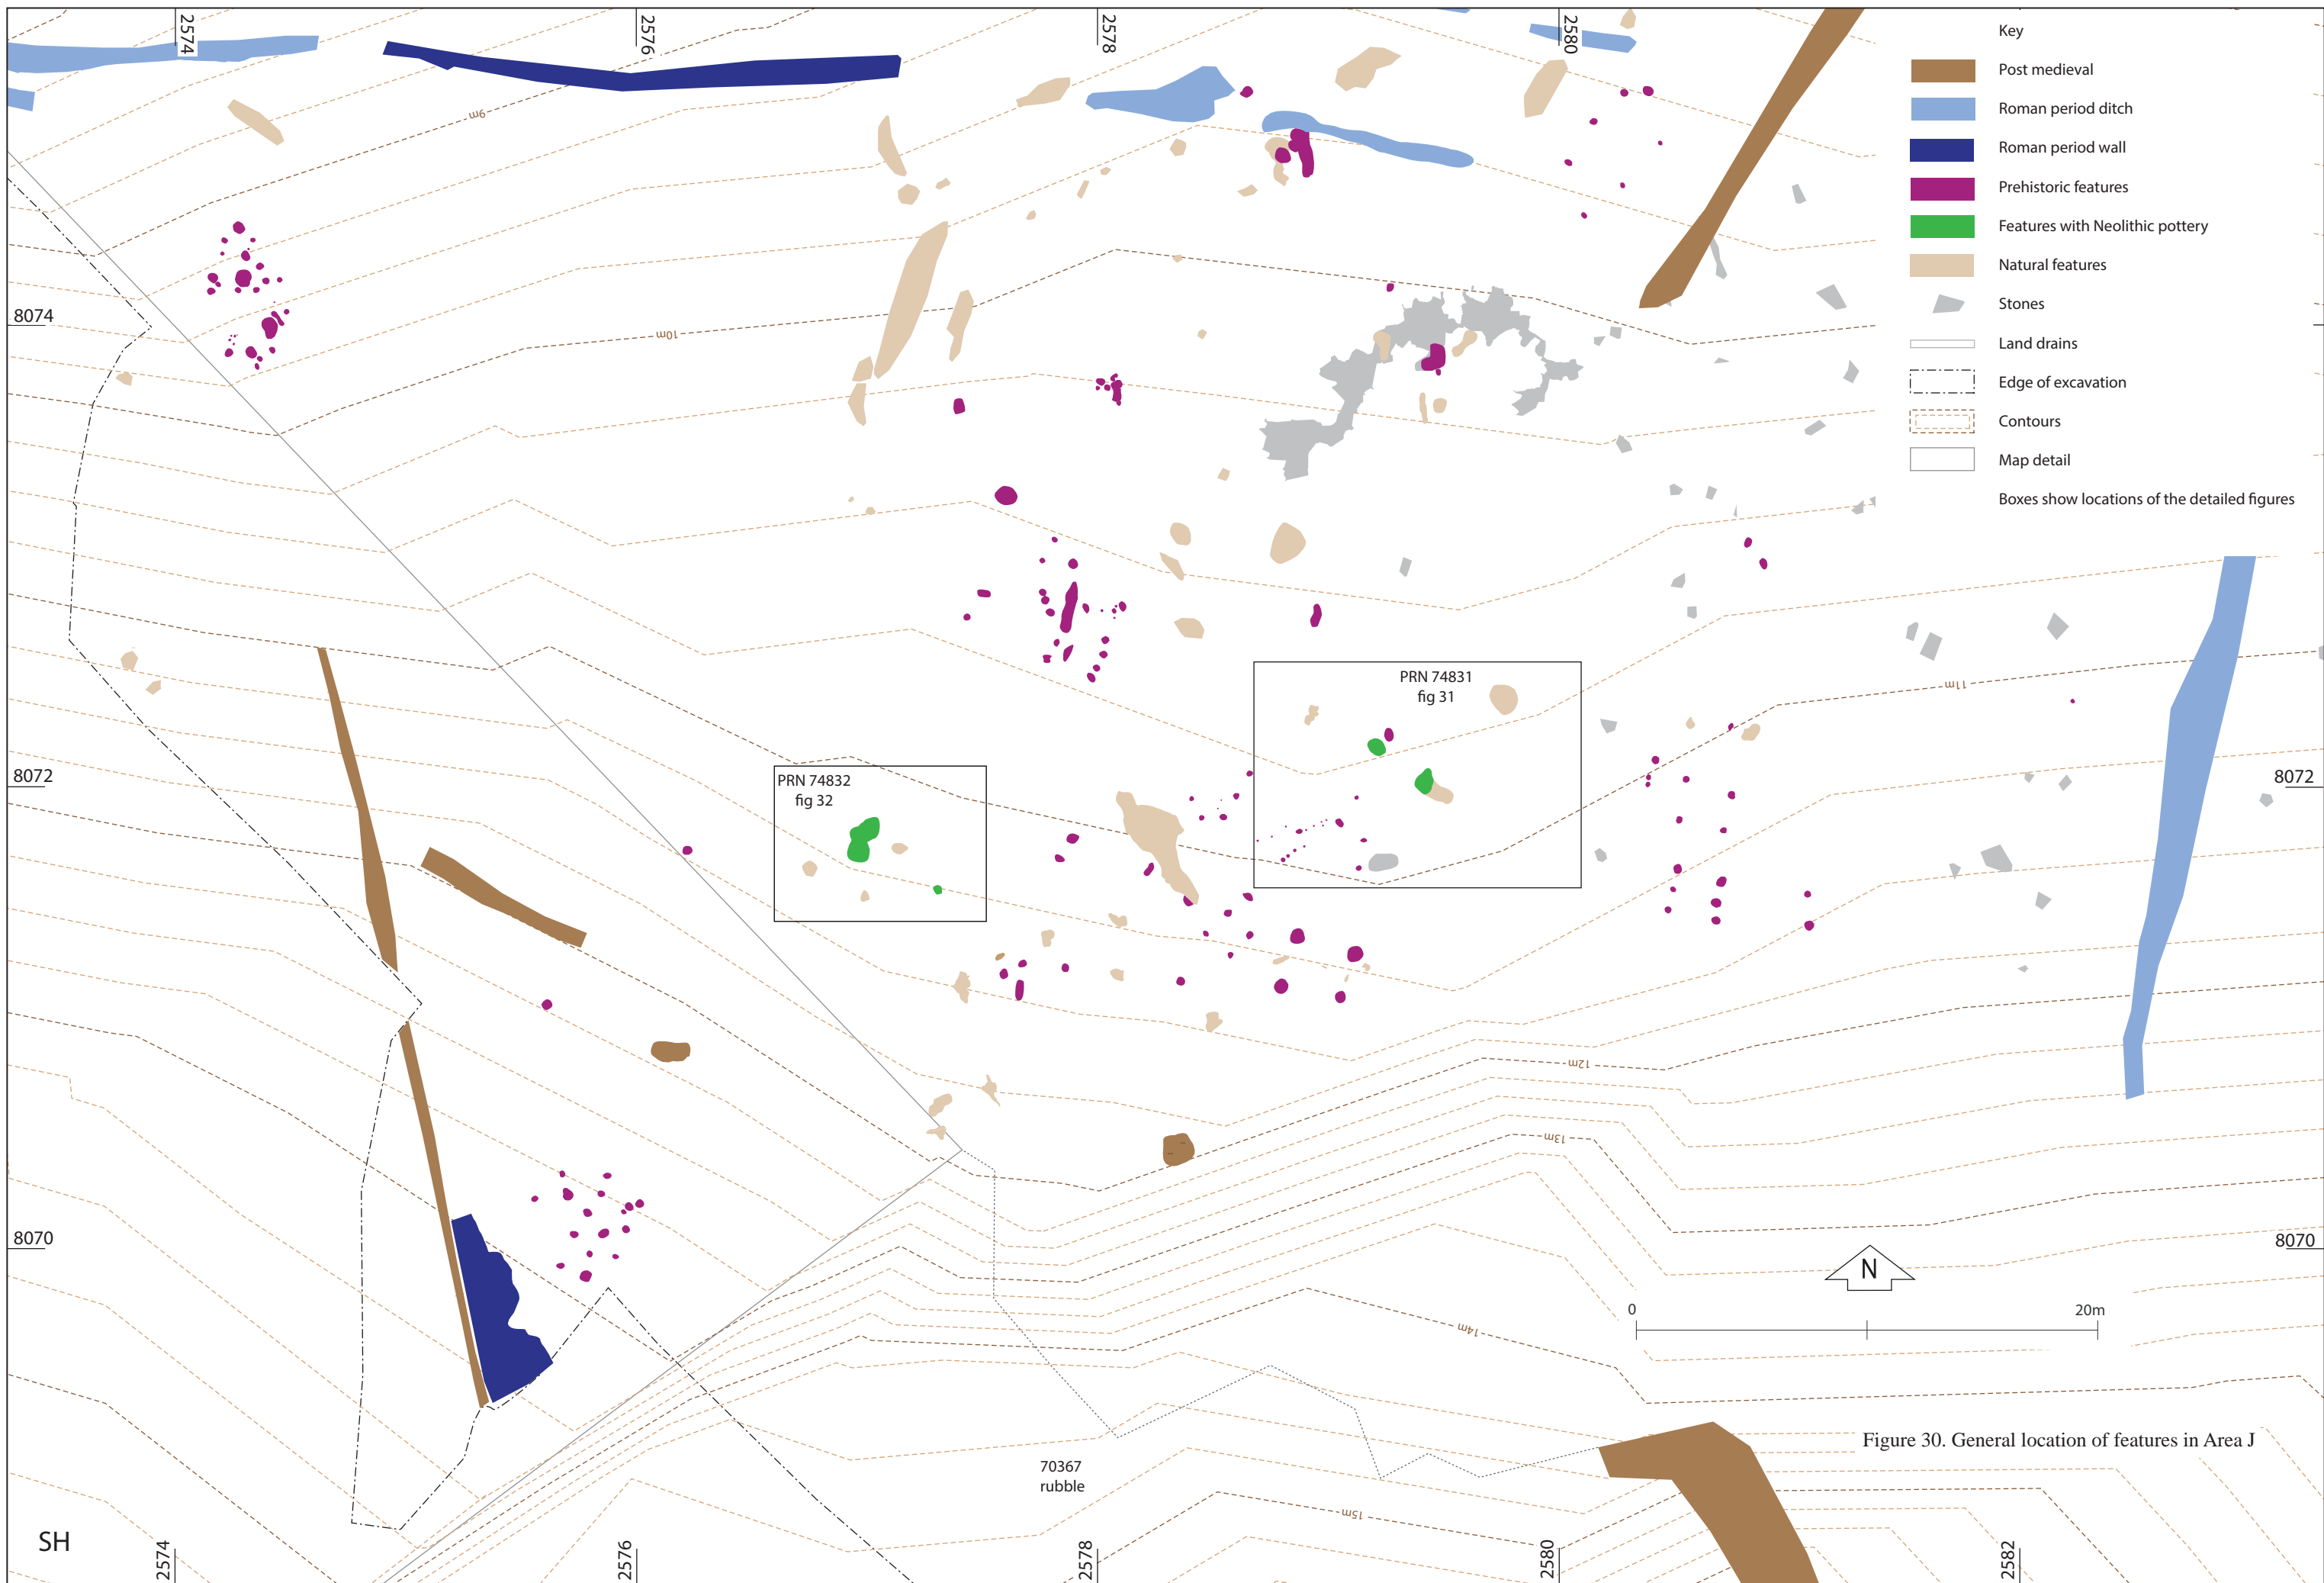 2574
2576
2578
2580
Key
Post medieval
Roman period ditch
Roman period wall
Prehistoric features
Features with Neolithic pottery
Natural features
Stones
Land drains
Edge of excavation
Contours
Map detail
Boxes show locations of the detailed figures
9m
8074
10m
PRN 74831
fig 31
11m
8072
PRN 74832
fig 32
8072
12m
13m
8070
8070
N
0 20m
14m
Figure 30. General location of features in Area J
70367
rubble
15m
SH
2574
2576
2578
2580
2582